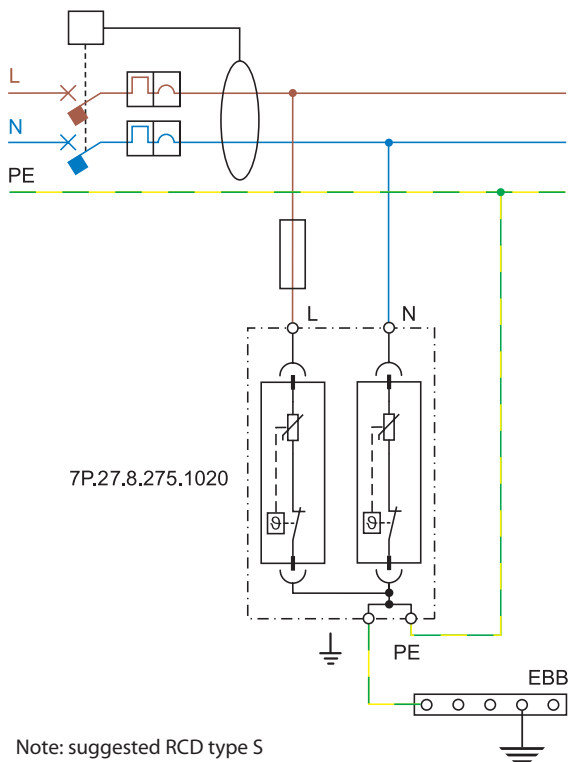 L
N
PE
L
N
7P.27.8.275.1020
ϑ
ϑ
PE
EBB
Note: suggested RCD type S